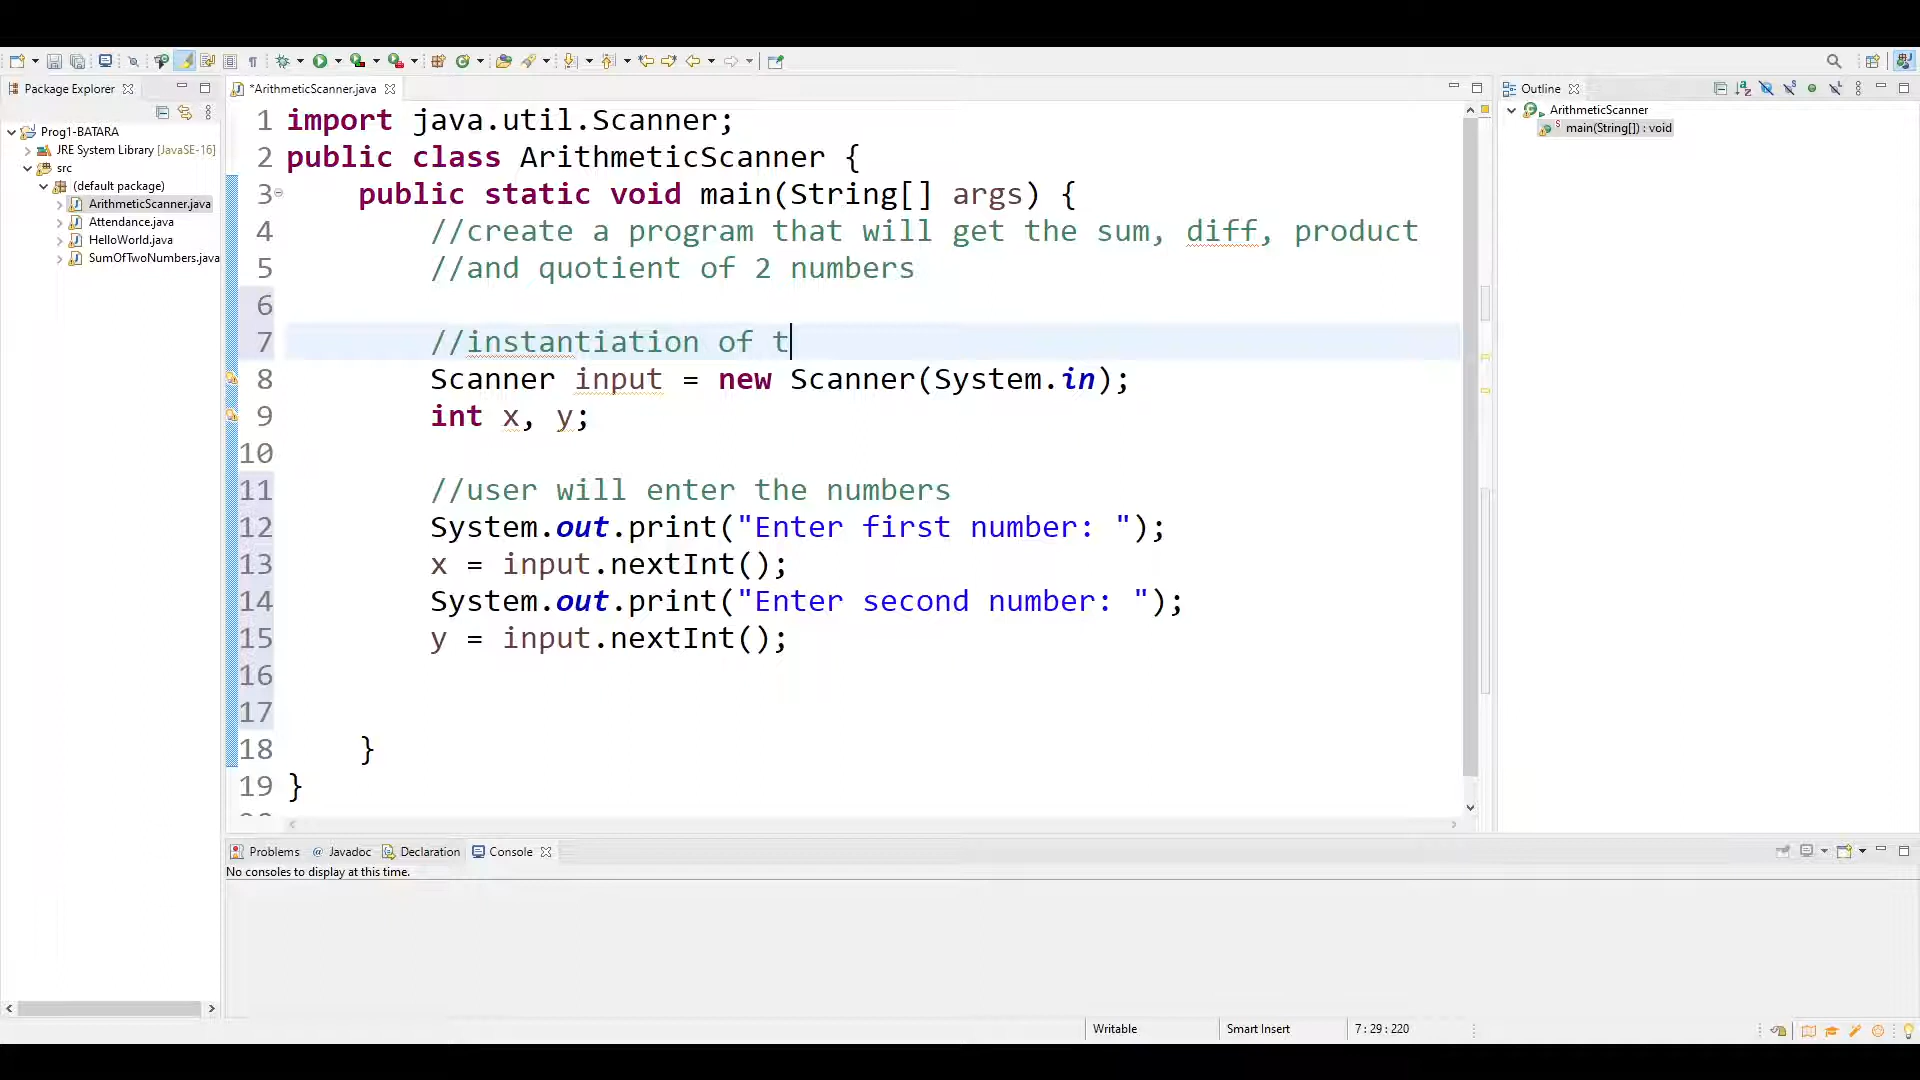 Package Explorer
*ArithmeticScanner.java
Outline
Prog1-BATARA
JRE System Library [JavaSE-16]
src
(default package)
ArithmeticScanner.java
Attendance.java
HelloWorld.java
SumOfTwoNumbers.java
1 import java.util.Scanner;
2 public class ArithmeticScanner {
3 public static void main(String[] args) {
4 //create a program that will get the sum, diff, product
5 //and quotient of 2 numbers
6
7 //instantiation of t
8 Scanner input = new Scanner(System.in);
9 int x, y;
10
11 //user will enter the numbers
12 System.out.print("Enter first number: ");
13 x = input.nextInt();
14 System.out.print("Enter second number: ");
15 y = input.nextInt();
16
17
18 }
19 }
ArithmeticScanner
main(String[]) : void
Problems @ Javadoc Declaration Console
No consoles to display at this time.
Writable Smart Insert 7 : 29 : 220